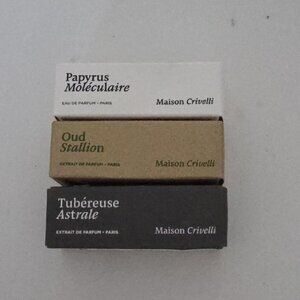 Papyrus
Moléculaire
EAU DE PARFUM - PARIS
Maison Crivelli
Oud
Stallion
EXTRAIT DE PARFUM - PARIS
Maison Crivelli
Tubéreuse
Astrale
EXTRAIT DE PARFUM - PARIS
Maison Crivelli